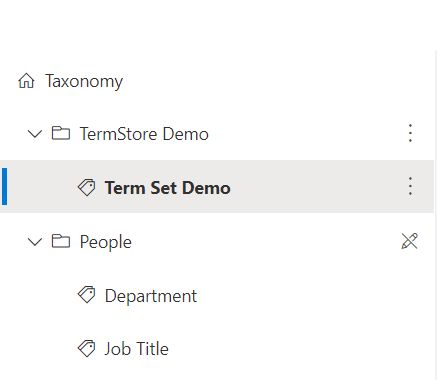 Taxonomy
TermStore Demo
Term Set Demo
People
Department
Job Title